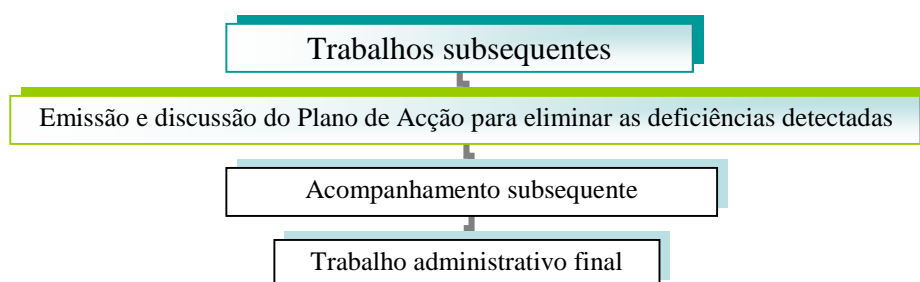 Trabalhos subsequentes
Emissão e discussão do Plano de Acção para eliminar as deficiências detectadas
Acompanhamento subsequente
Trabalho administrativo final